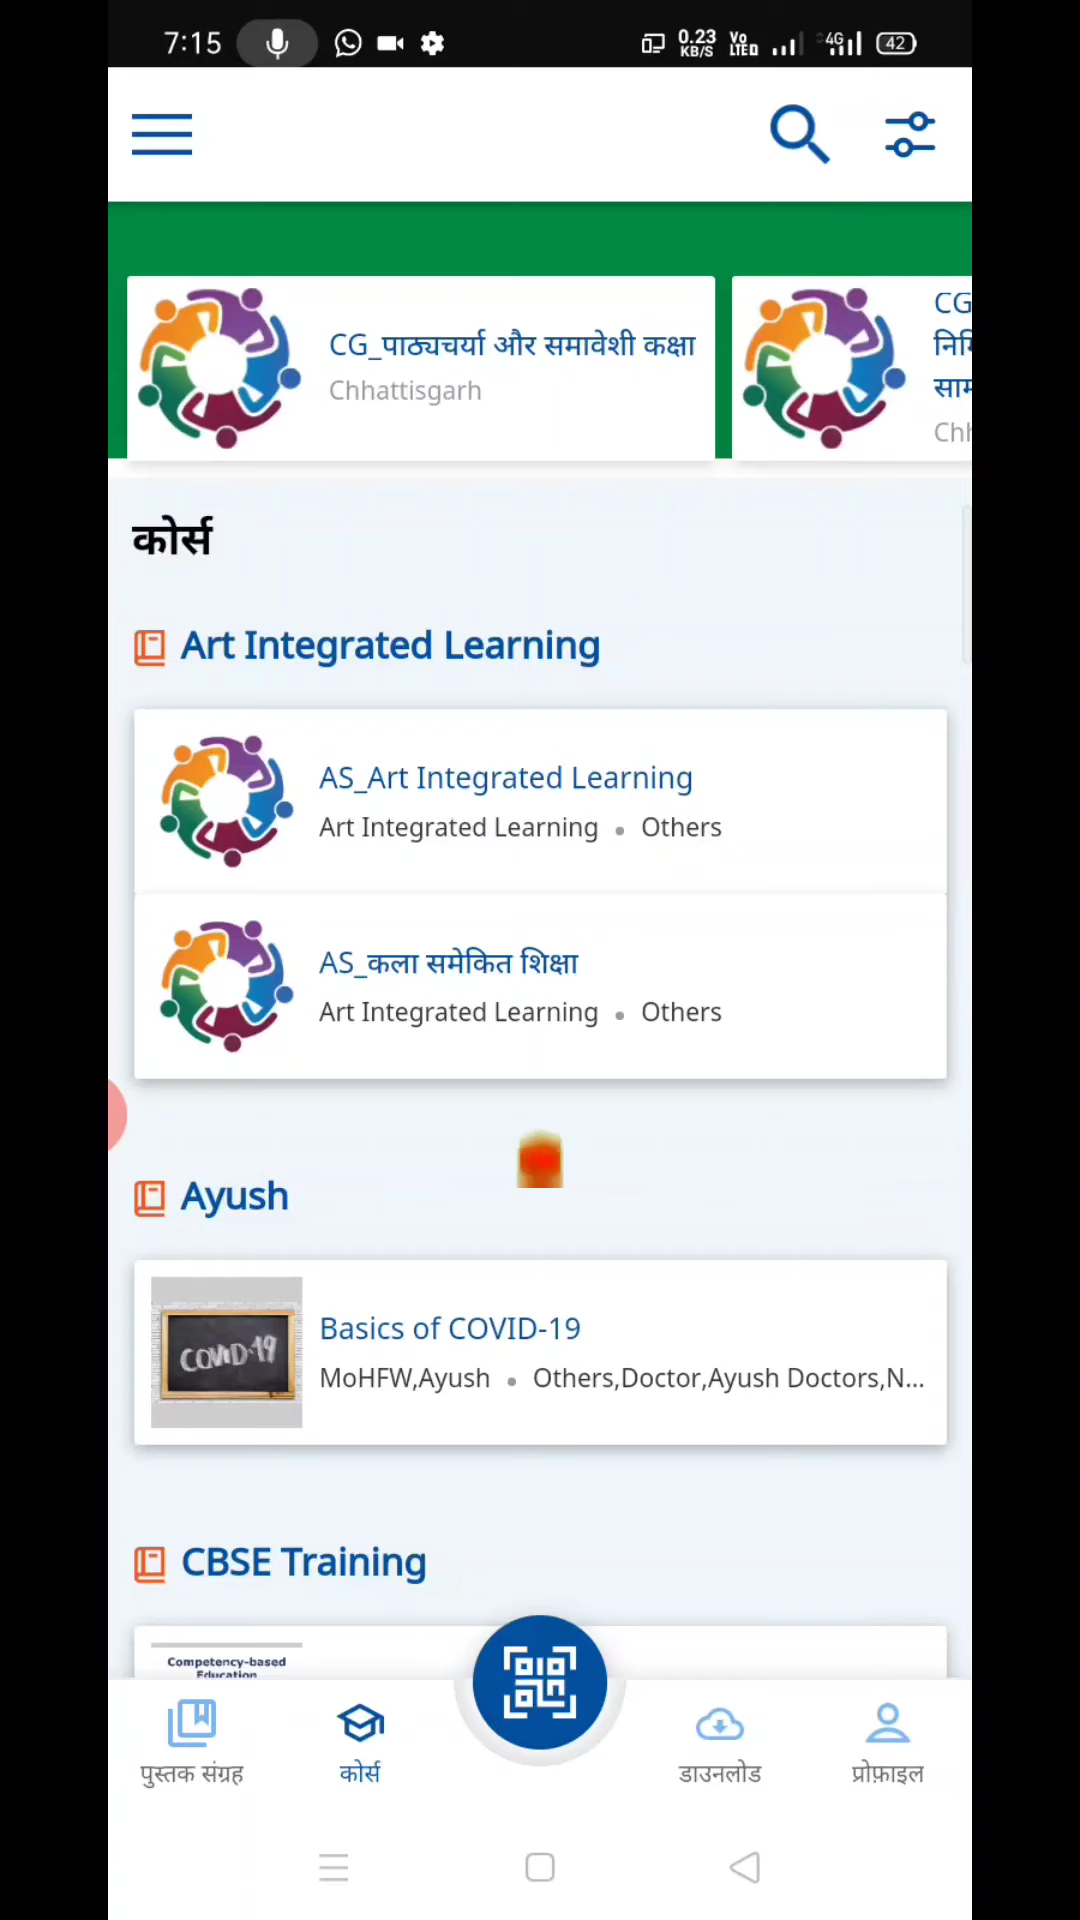 7:15
0.23
KB/S
Vo
LTE
4G
42
CG_पाठ्यचर्या और समावेशी कक्षा
Chhattisgarh
CG
कोर्स
Art Integrated Learning
AS_Art Integrated Learning
Art Integrated Learning • Others
AS_कला समेकित शिक्षा
Art Integrated Learning • Others
Ayush
COVID-19
Basics of COVID-19
MoHFW,Ayush • Others,Doctor,Ayush Doctors,N...
CBSE Training
Competency-based
Education
पुस्तक संग्रह
कोर्स
डाउनलोड
प्रोफ़ाइल